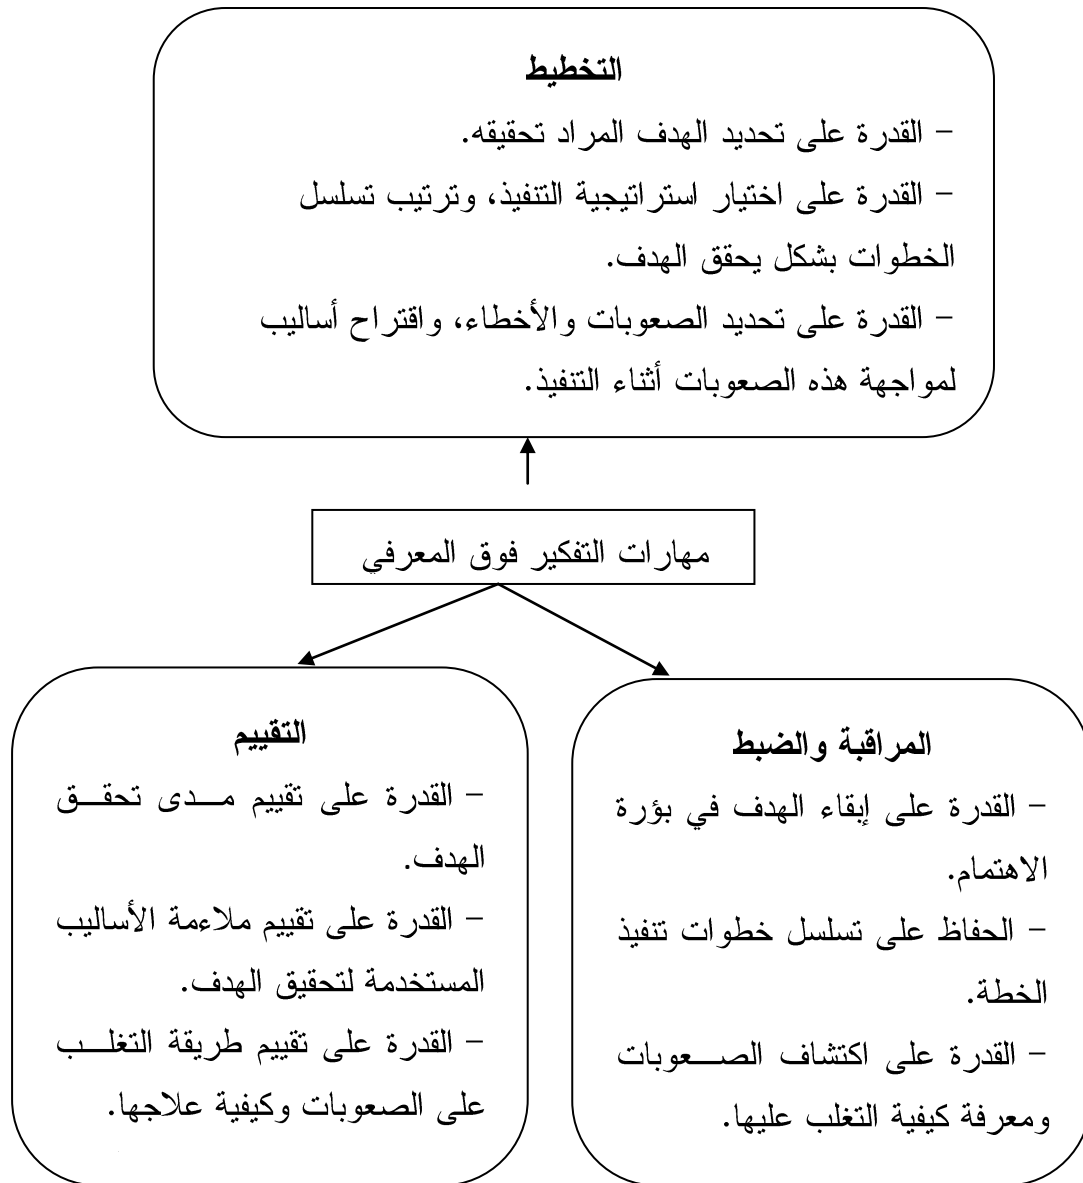 التخطيط
- القدرة على تحديد الهدف المراد تحقيقه.
- القدرة على اختيار استراتيجية التنفيذ، وترتيب تسلسل
الخطوات بشكل يحقق الهدف.
- القدرة على تحديد الصعوبات والأخطاء، واقتراح أساليب
لمواجهة هذه الصعوبات أثناء التنفيذ.
مهارات التفكير فوق المعرفي
المراقبة والضبط
- القدرة على إبقاء الهدف في بؤرة
الاهتمام.
- الحفاظ على تسلسل خطوات تنفيذ
الخطة.
- القدرة على اكتشاف الصـــعوبات
ومعرفة كيفية التغلب عليها.
التقييم
- القدرة على تقييم مـــدى تحقـــق
الهدف.
- القدرة على تقييم ملاءمة الأساليب
المستخدمة لتحقيق الهدف.
- القدرة على تقييم طريقة التغلـــب
على الصعوبات وكيفية علاجها.